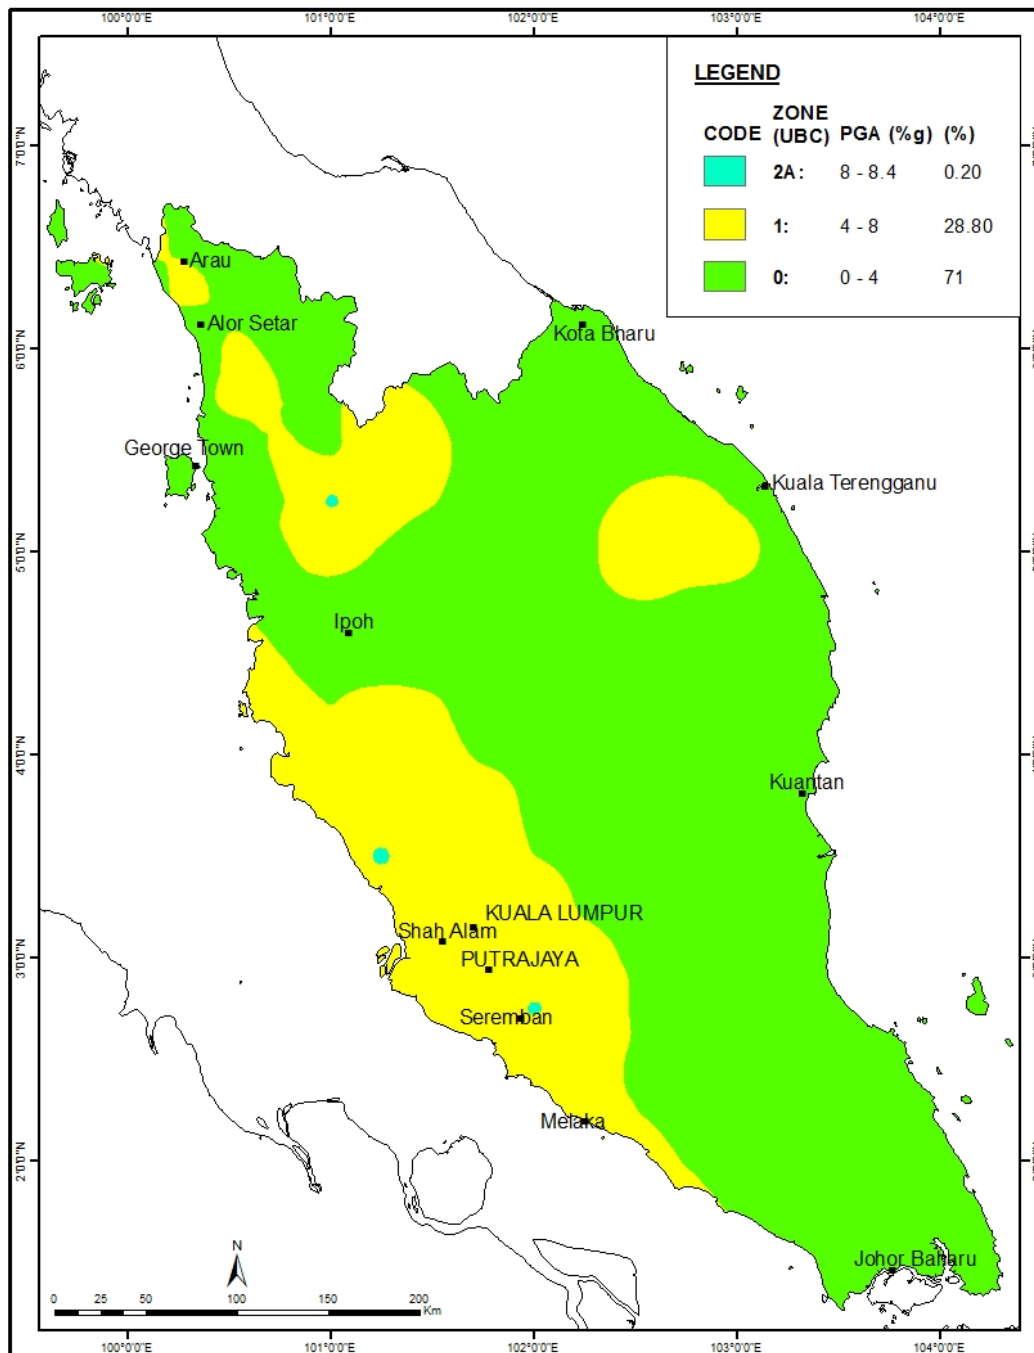 100°0'0"E 101°0'0"E 102°0'0"E 103°0'0"E 104°0'0"E
LEGEND
CODE ZONE (UBC) PGA (%g) (%)
2A: 8 - 8.4 0.20
1: 4 - 8 28.80
0: 0 - 4 71
7°0'0"N
Arau
Alor Setar
Kota Bharu
6°0'0"N
George Town
Kuala Terengganu
5°0'0"N
Ipoh
4°0'0"N
Kuantan
KUALA LUMPUR
Shah Alam
3°0'0"N
PUTRAJAYA
Seremban
Melaka
2°0'0"N
N
Johor Baharu
0 25 50 100 150 200
Km
100°0'0"E 101°0'0"E 102°0'0"E 103°0'0"E 104°0'0"E